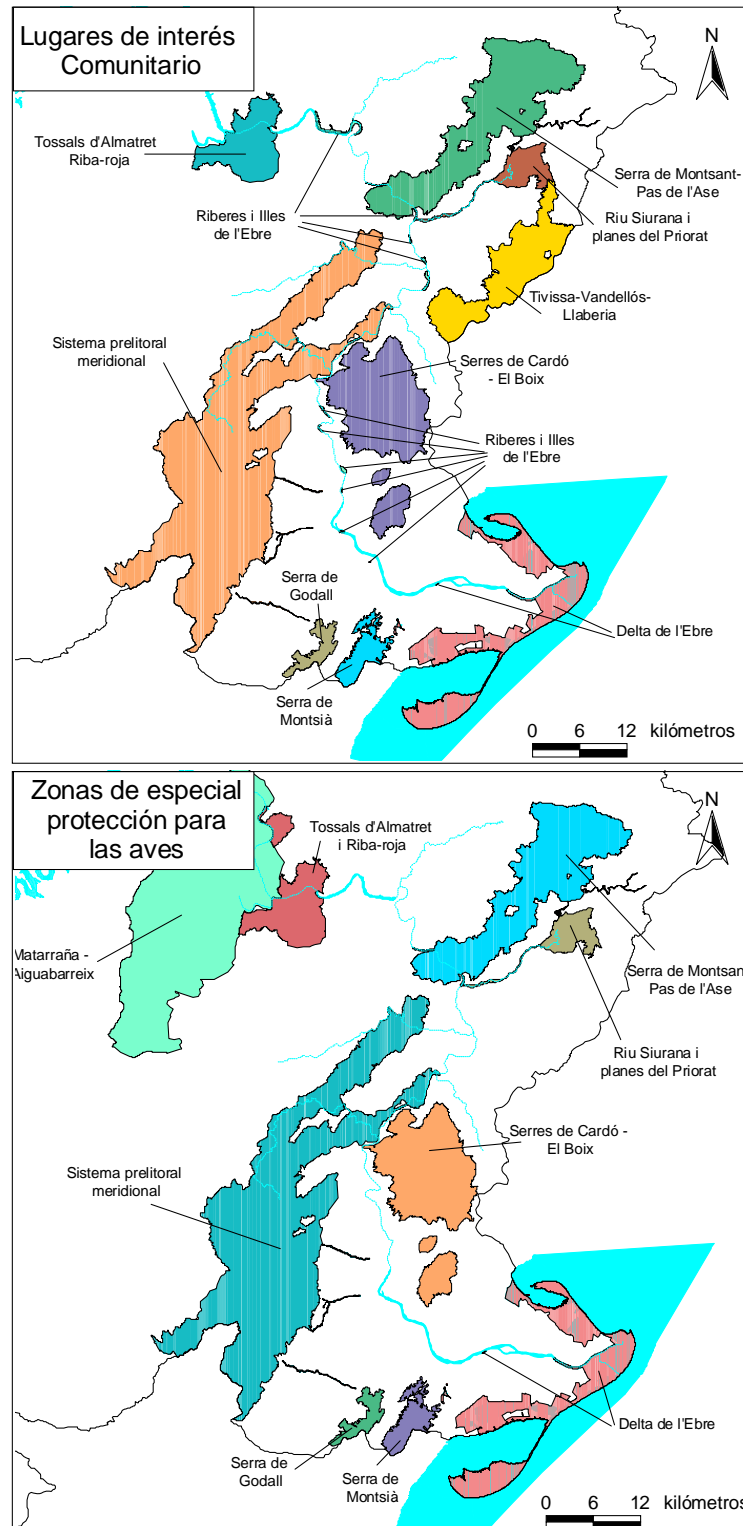 Lugares de interés
Comunitario
N
Tossals d'Almatret
Riba-roja
Serra de Montsant-
Pas de l'Ase
Riberes i Illes
de l'Ebre
Riu Siurana i
planes del Priorat
Tivissa-Vandellós-
Llaberia
Sistema prelitoral
meridional
Serres de Cardó
- El Boix
Riberes i Illes
de l'Ebre
Serra de
Godall
Delta de l'Ebre
Serra de
Montsià
0 6 12 kilómetros
Zonas de especial
protección para
las aves
N
Tossals d'Almatret
i Riba-roja
Matarraña -
Aiguabarreix
Serra de Montsan
Pas de l'Ase
Riu Siurana i
planes del Priorat
Serres de Cardó -
El Boix
Sistema prelitoral
meridional
Delta de l'Ebre
Serra de
Godall
Serra de
Montsià
0 6 12 kilómetros